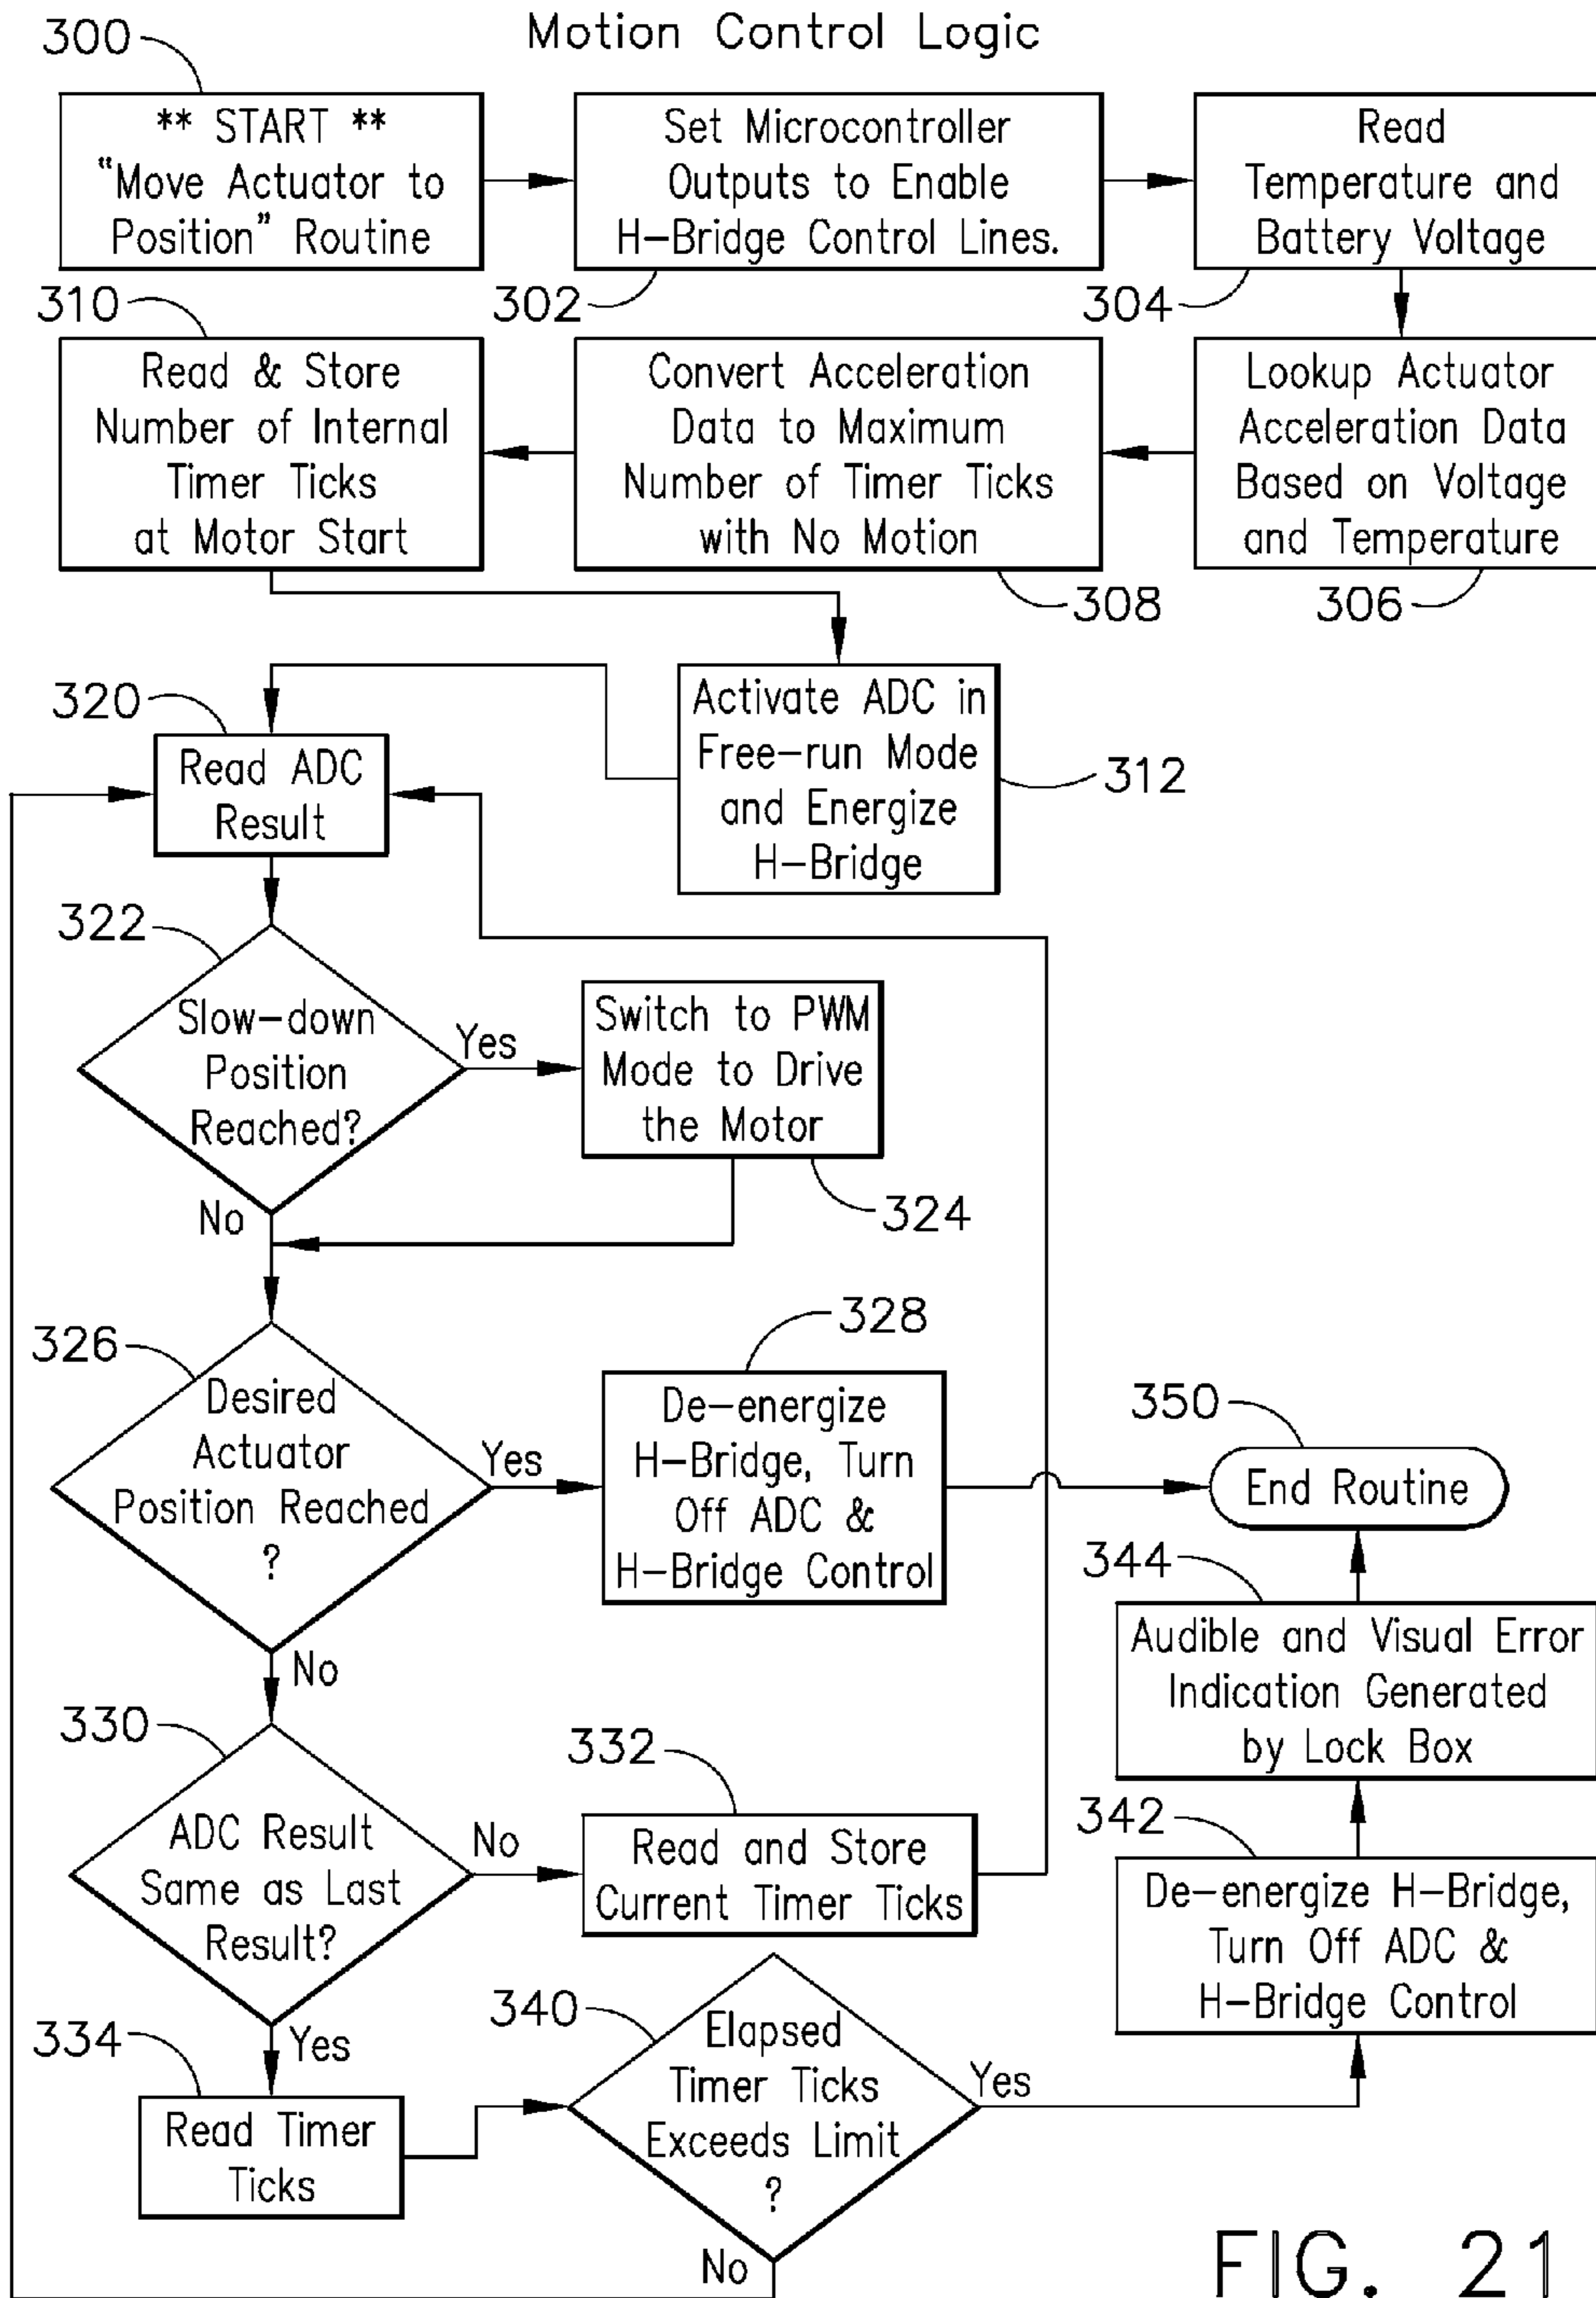 Motion Control Logic
300
** START **
"Move Actuator to
Position" Routine
Set Microcontroller
Outputs to Enable
H-Bridge Control Lines.
302
Read
Temperature and
Battery Voltage
304
310
Read & Store
Number of Internal
Timer Ticks
at Motor Start
Convert Acceleration
Data to Maximum
Number of Timer Ticks
with No Motion
308
Lookup Actuator
Acceleration Data
Based on Voltage
and Temperature
306
320
Read ADC
Result
Activate ADC in
Free-run Mode
and Energize
H-Bridge
312
322
Slow-down
Position
Reached?
Yes
No
Switch to PWM
Mode to Drive
the Motor
324
326
Desired
Actuator
Position Reached
?
Yes
No
328
De-energize
H-Bridge, Turn
Off ADC &
H-Bridge Control
350
End Routine
344
Audible and Visual Error
Indication Generated
by Lock Box
330
ADC Result
Same as Last
Result?
No
Yes
332
Read and Store
Current Timer Ticks
342
De-energize H-Bridge,
Turn Off ADC &
H-Bridge Control
334
Read Timer
Ticks
340
Elapsed
Timer Ticks
Exceeds Limit
?
Yes
No
FIG. 21